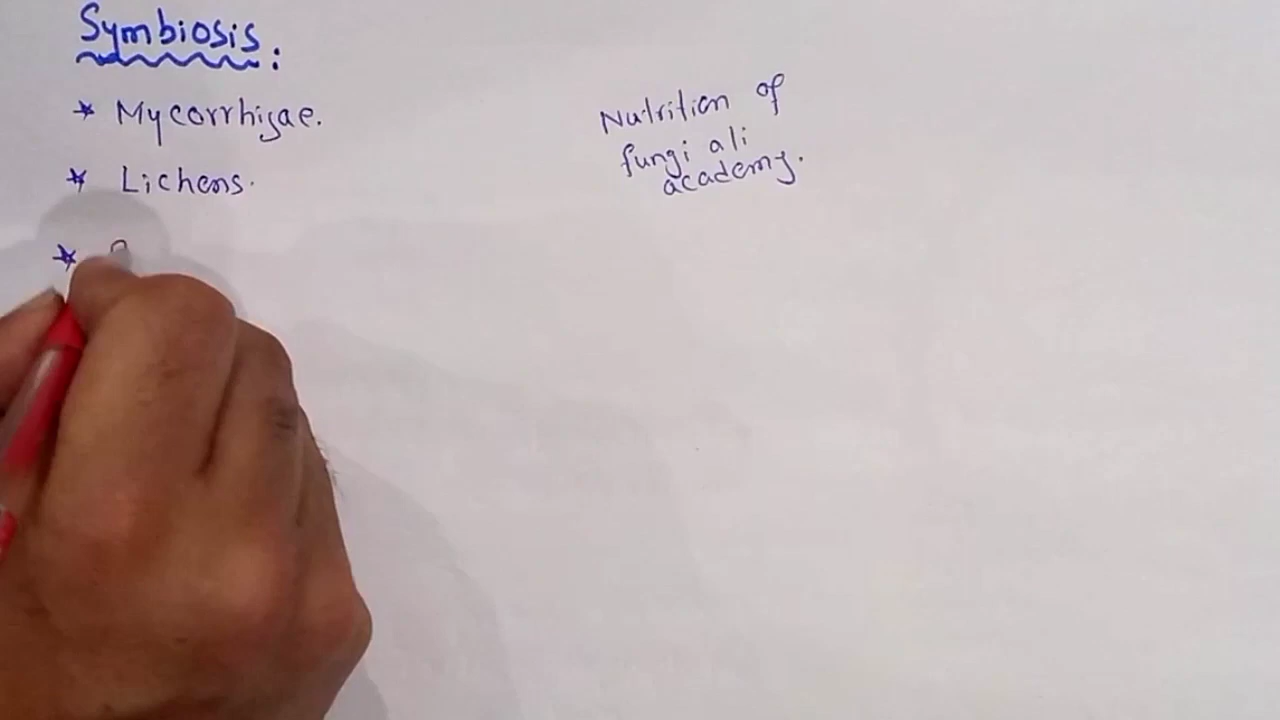 Symbiosis:
★ Mycorrhizae.
★ Lichens.
★
Nutrition of
fungi ali
academy.